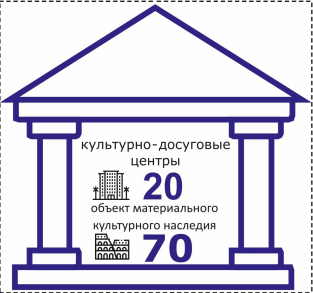 культурно-досуговые
центры
20
объект материального
культурного наследия
70